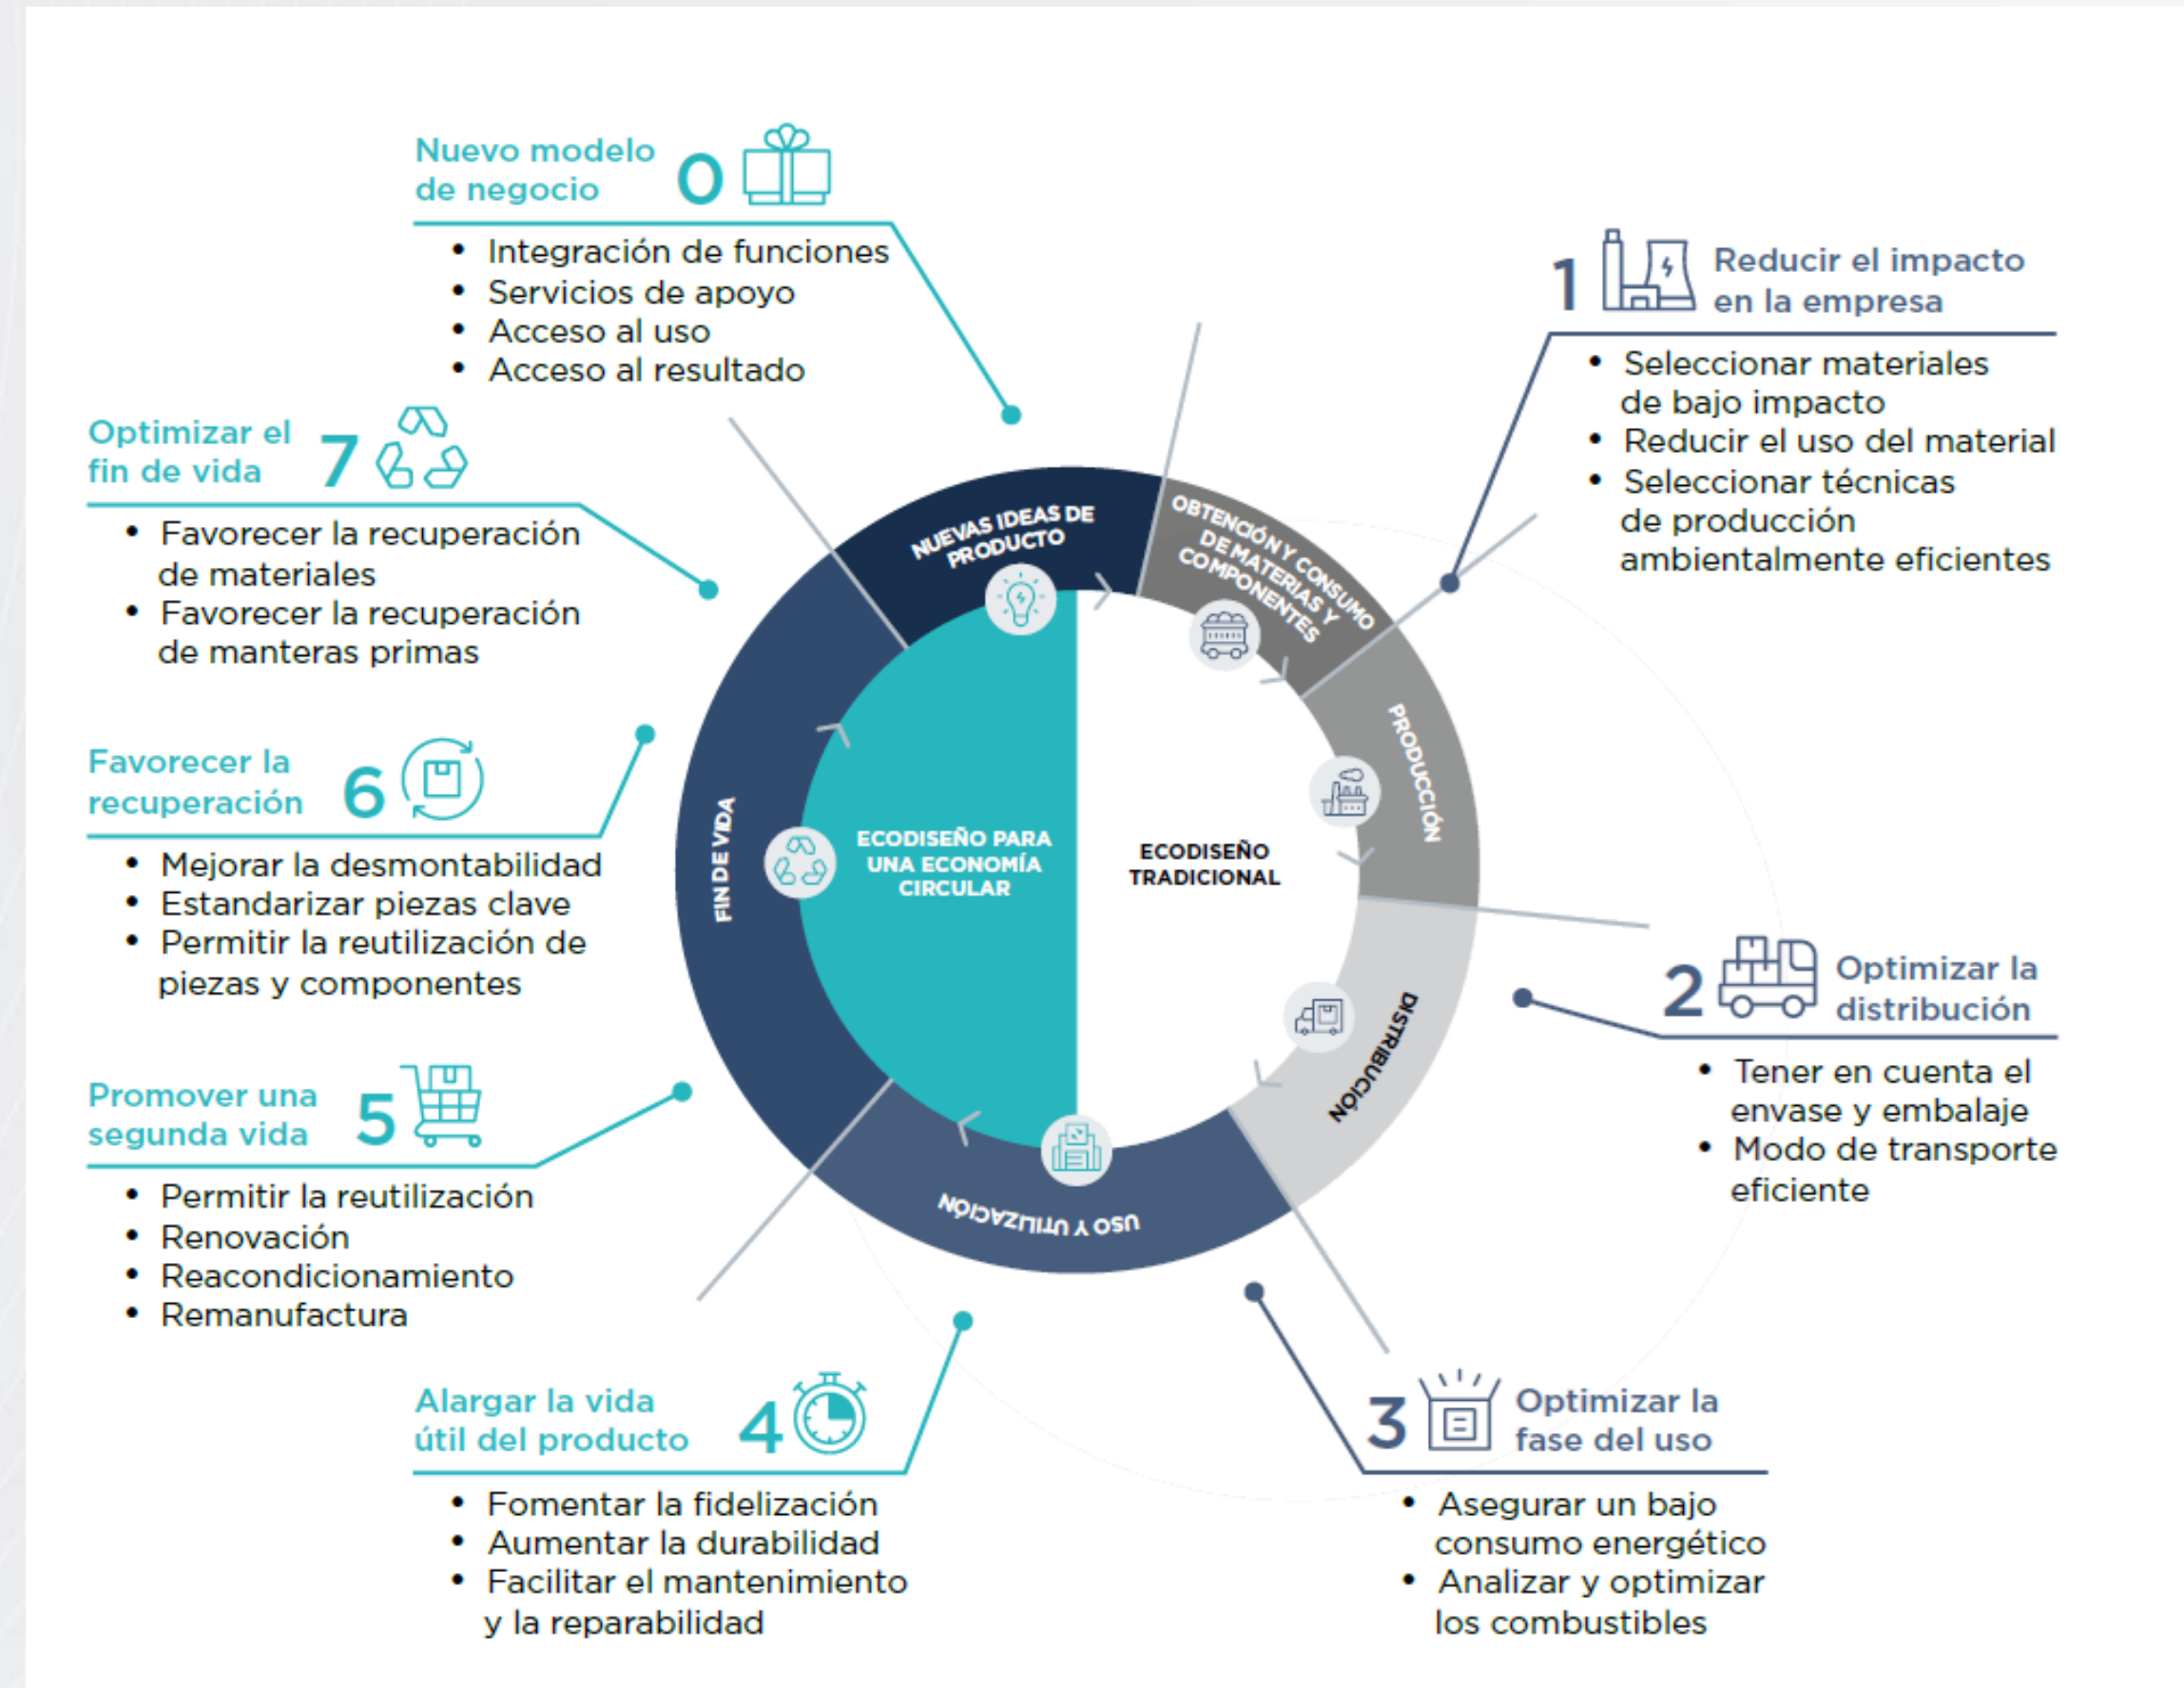 Nuevo modelo
de negocio
0
• Integración de funciones
• Servicios de apoyo
• Acceso al uso
• Acceso al resultado
1
Reducir el impacto
en la empresa
• Seleccionar materiales
de bajo impacto
• Reducir el uso del material
• Seleccionar técnicas
de producción
ambientalmente eficientes
2
Optimizar la
distribución
• Tener en cuenta el
envase y embalaje
• Modo de transporte
eficiente
3
Optimizar la
fase del uso
• Asegurar un bajo
consumo energético
• Analizar y optimizar
los combustibles
Alargar la vida
útil del producto
4
• Fomentar la fidelización
• Aumentar la durabilidad
• Facilitar el mantenimiento
y la reparabilidad
Promover una
segunda vida
5
• Permitir la reutilización
• Renovación
• Reacondicionamiento
• Remanufactura
Favorecer la
recuperación
6
• Mejorar la desmontabilidad
• Estandarizar piezas clave
• Permitir la reutilización de
piezas y componentes
Optimizar el
fin de vida
7
• Favorecer la recuperación
de materiales
• Favorecer la recuperación
de manteras primas
NUEVAS IDEAS DE
PRODUCTO
OBTENCIÓN Y CONSUMO
DE MATERIAS Y
COMPONENTES
PRODUCCIÓN
DISTRIBUCIÓN
USO Y UTILIZACIÓN
FIN DE VIDA
ECODISEÑO PARA
UNA ECONOMÍA
CIRCULAR
ECODISEÑO
TRADICIONAL